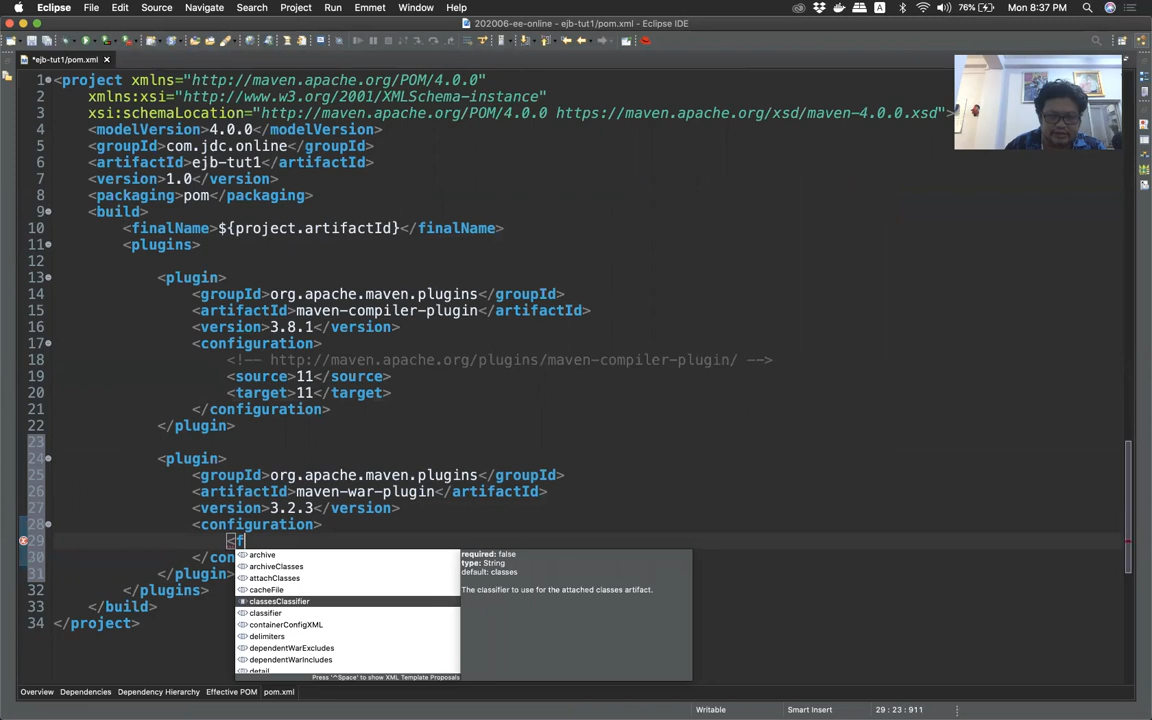 Eclipse File Edit Source Navigate Search Project Run Emmet Window Help 76% Mon 8:37 PM
202006-ee-online - ejb-tut1/pom.xml - Eclipse IDE
*ejb-tut1/pom.xml
1 <project xmlns="http://maven.apache.org/POM/4.0.0"
2 xmlns:xsi="http://www.w3.org/2001/XMLSchema-instance"
3 xsi:schemaLocation="http://maven.apache.org/POM/4.0.0 https://maven.apache.org/xsd/maven-4.0.0.xsd">
4 <modelVersion>4.0.0</modelVersion>
5 <groupId>com.jdc.online</groupId>
6 <artifactId>ejb-tut1</artifactId>
7 <version>1.0</version>
8 <packaging>pom</packaging>
9 <build>
10 <finalName>${project.artifactId}</finalName>
11 <plugins>
12
13 <plugin>
14 <groupId>org.apache.maven.plugins</groupId>
15 <artifactId>maven-compiler-plugin</artifactId>
16 <version>3.8.1</version>
17 <configuration>
18 <!-- http://maven.apache.org/plugins/maven-compiler-plugin/ -->
19 <source>11</source>
20 <target>11</target>
21 </configuration>
22 </plugin>
23
24 <plugin>
25 <groupId>org.apache.maven.plugins</groupId>
26 <artifactId>maven-war-plugin</artifactId>
27 <version>3.2.3</version>
28 <configuration>
29 <f
30 </con
31 </plugin>
32 </plugins>
33 </build>
34 </project>
archive
archiveClasses
attachClasses
cacheFile
classesClassifier
classifier
containerConfigXML
delimiters
dependentWarExcludes
dependentWarIncludes
detail
Press '^Space' to show XML Template Proposals
required: false
type: String
default: classes
The classifier to use for the attached classes artifact.
Overview Dependencies Dependency Hierarchy Effective POM pom.xml
Writable Smart Insert 29 : 23 : 911